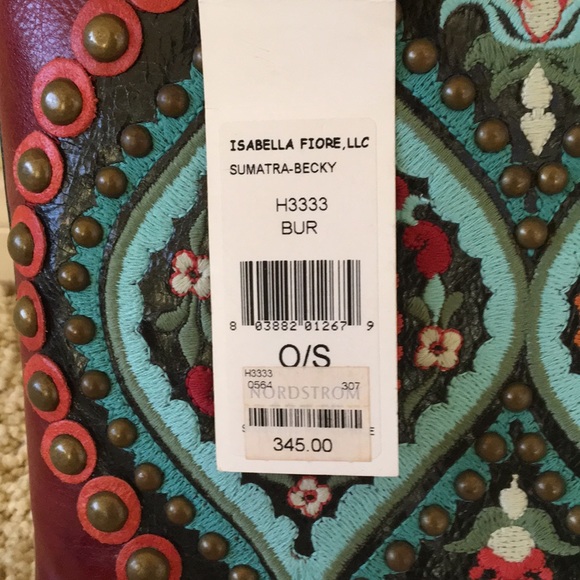 ISABELLA FIORE,LLC
SUMATRA-BECKY
H3333
BUR
8 03882 01267 9
O/S
H3333
0564 307
NORDSTROM
345.00